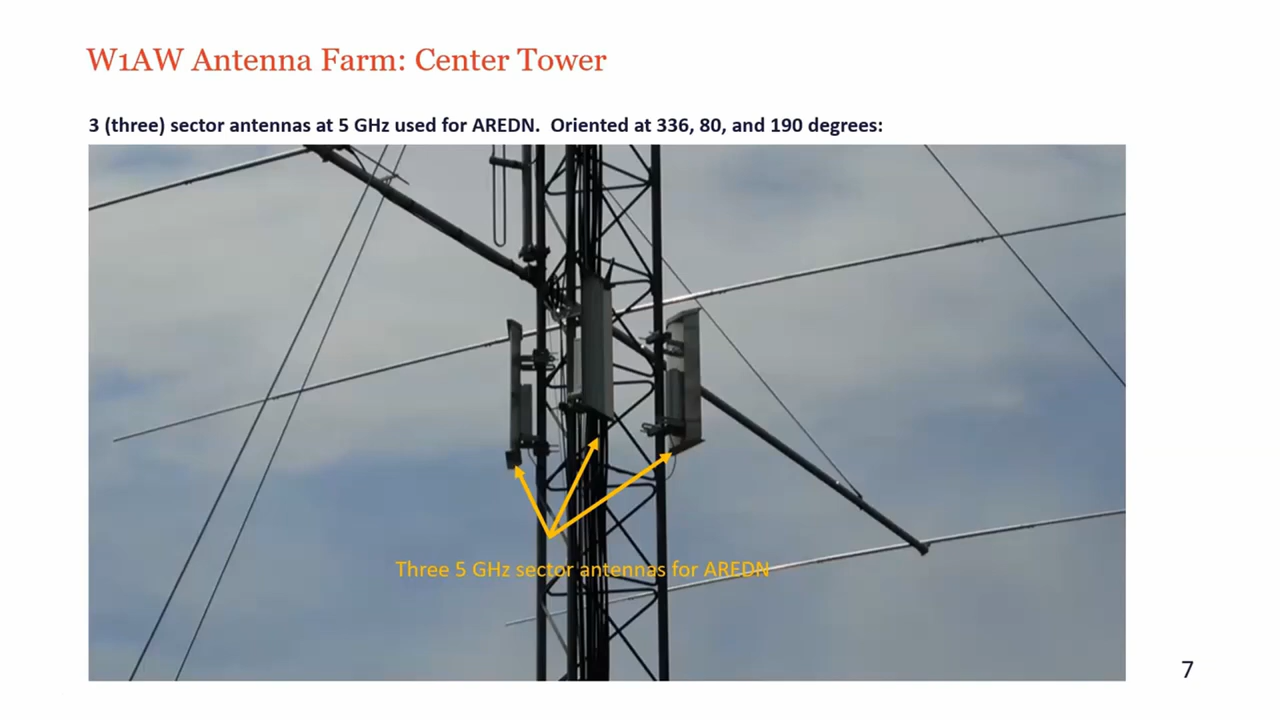 W1AW Antenna Farm: Center Tower
3 (three) sector antennas at 5 GHz used for AREDN.  Oriented at 336, 80, and 190 degrees:
Three 5 GHz sector antennas for AREDN
7